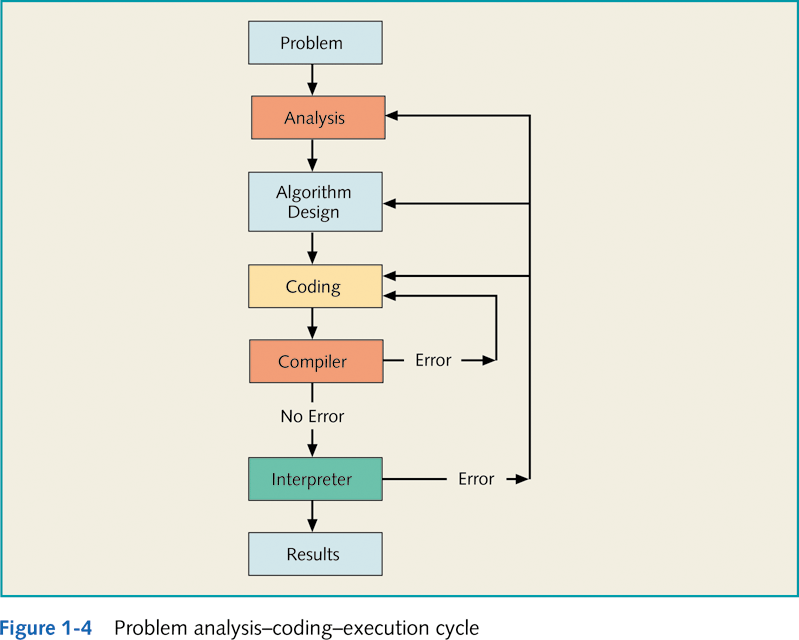 Problem
Analysis
Algorithm
Design
Coding
Compiler
Error
No Error
Interpreter
Error
Results
Figure 1-4 Problem analysis–coding–execution cycle